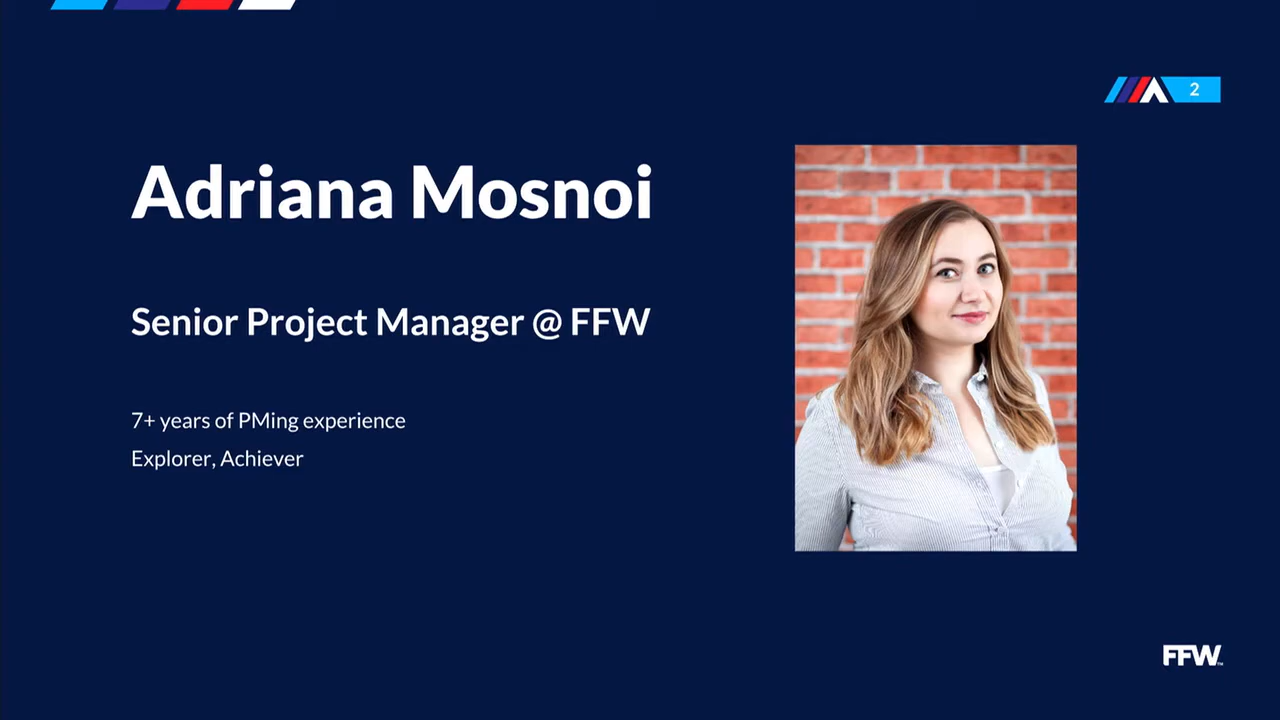 2
Adriana Mosnoi
Senior Project Manager @ FFW
7+ years of PMing experience
Explorer, Achiever
FFW